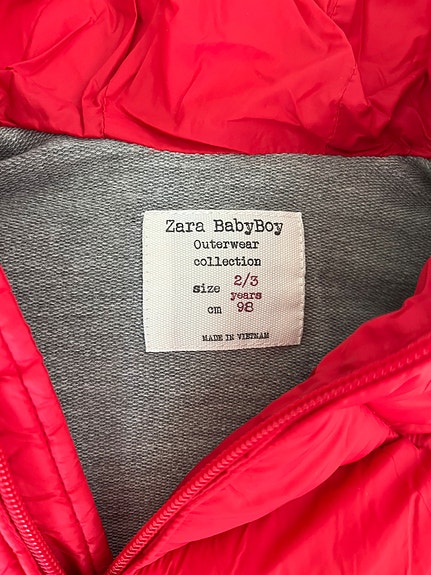 Zara BabyBoy
Outerwear
collection
size 2/3
years
cm 98
MADE IN VIETNAM